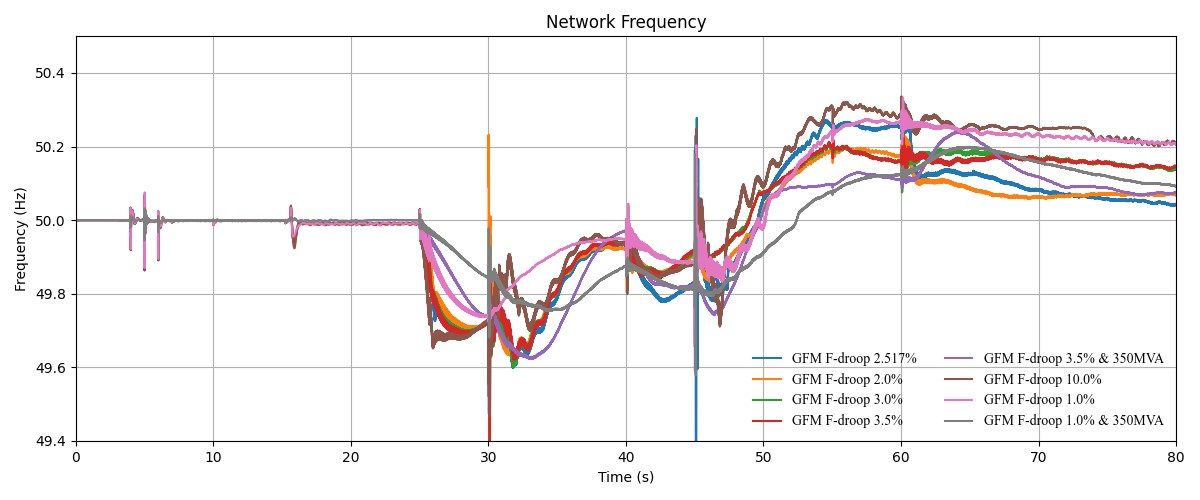 Network Frequency
Frequency (Hz)
50.4
50.2
50.0
49.8
49.6
49.4
GFM F-droop 2.517%
GFM F-droop 2.0%
GFM F-droop 3.0%
GFM F-droop 3.5%
GFM F-droop 3.5% & 350MVA
GFM F-droop 10.0%
GFM F-droop 1.0%
GFM F-droop 1.0% & 350MVA
0 10 20 30 40 50 60 70 80
Time (s)